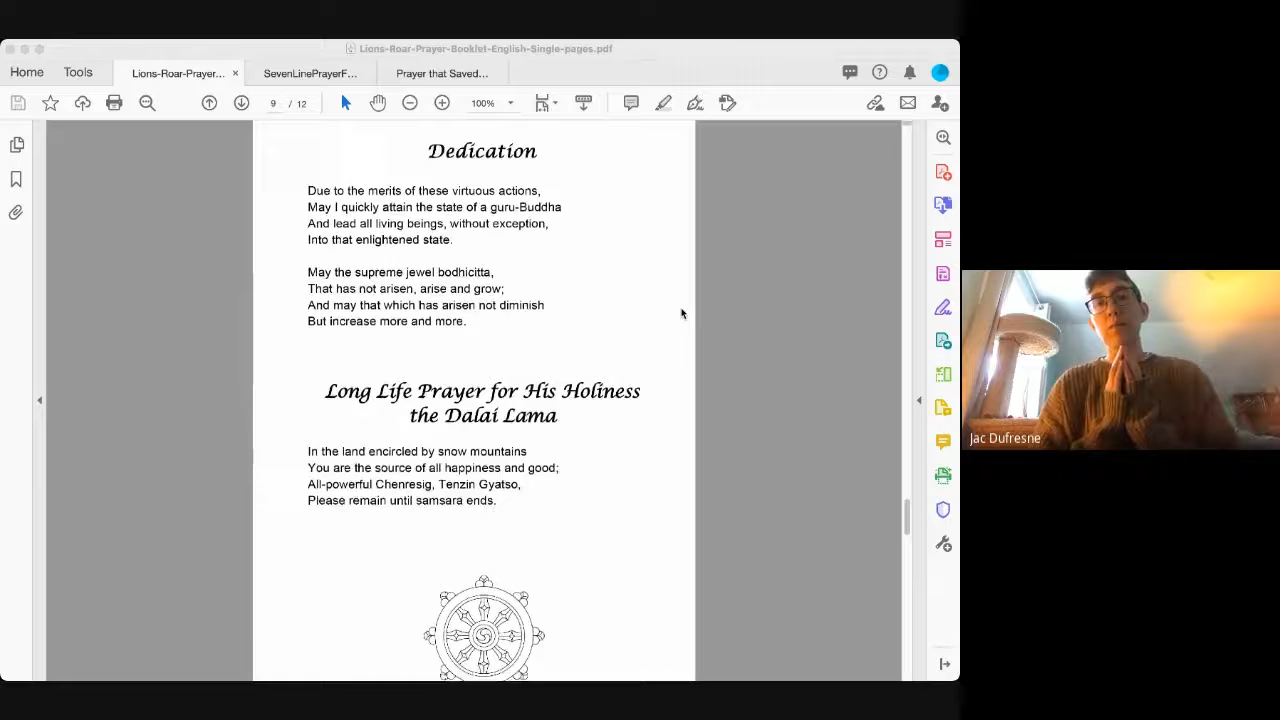 Lions-Roar-Prayer-Booklet-English-Single-pages.pdf
Home Tools Lions-Roar-Prayer... × SevenLinePrayerF... Prayer that Saved...
9 / 12 100%
Dedication
Due to the merits of these virtuous actions,
May I quickly attain the state of a guru-Buddha
And lead all living beings, without exception,
Into that enlightened state.
May the supreme jewel bodhicitta,
That has not arisen, arise and grow;
And may that which has arisen not diminish
But increase more and more.
Long Life Prayer for His Holiness
the Dalai Lama
In the land encircled by snow mountains
You are the source of all happiness and good;
All-powerful Chenresig, Tenzin Gyatso,
Please remain until samsara ends.
Jac Dufresne